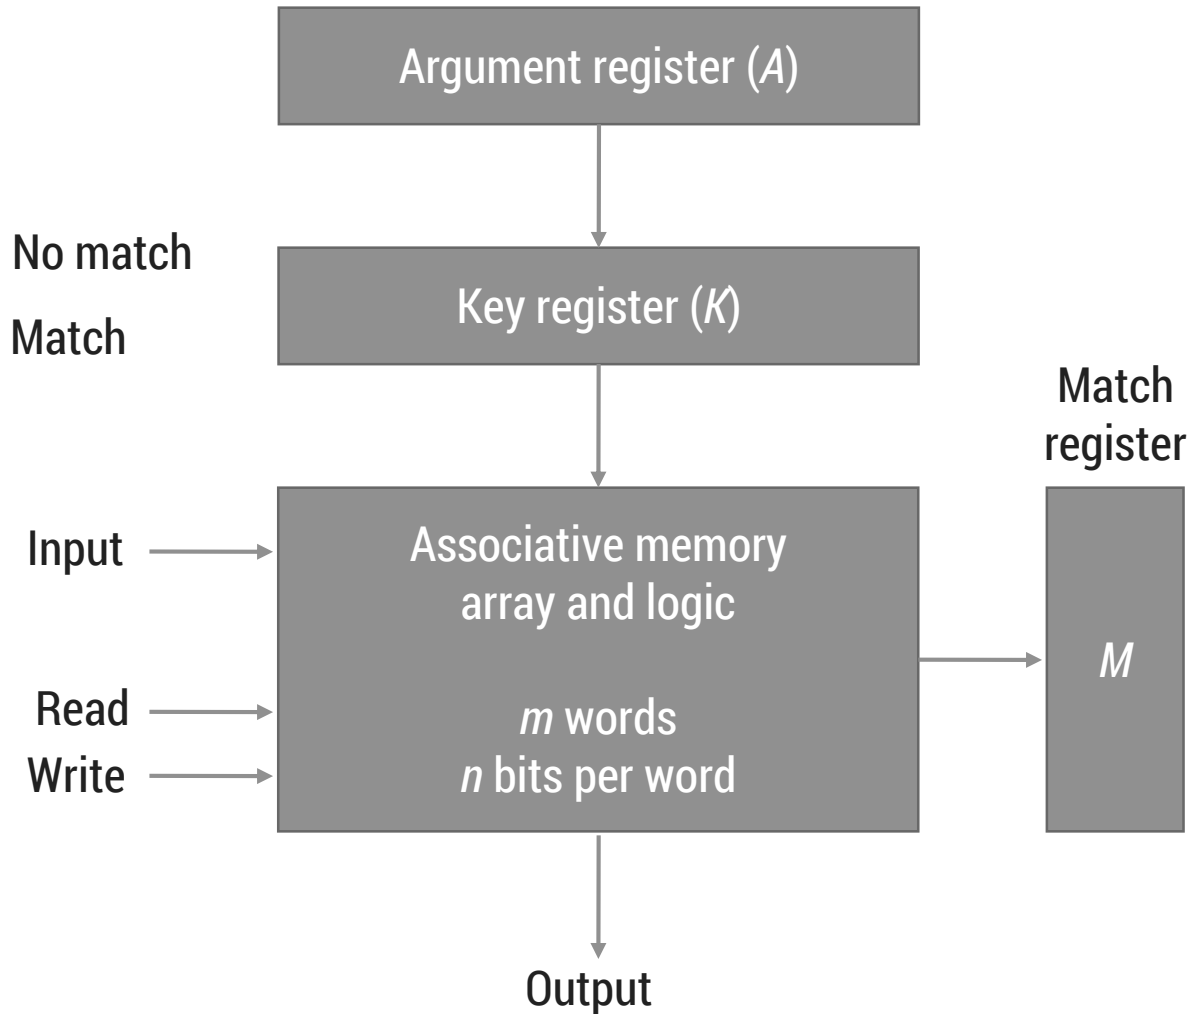 Argument register (A)
No match
Key register (K)
Match
Match
register
Input
Associative memory
array and logic
M
Read
m words
Write
n bits per word
Output